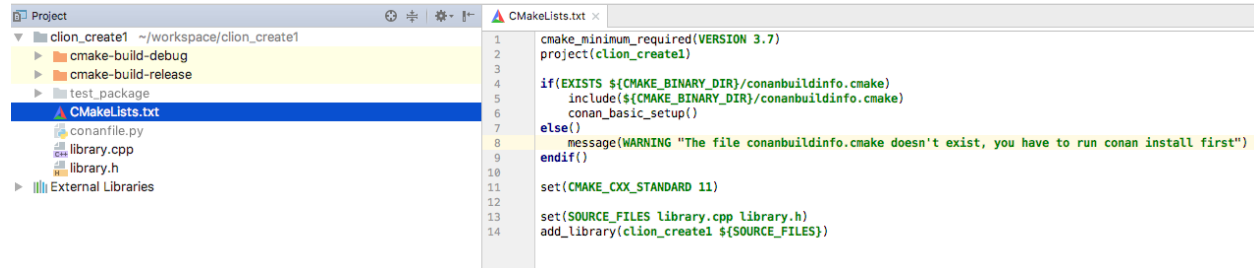 Project
clion_create1 ~/workspace/clion_create1
cmake-build-debug
cmake-build-release
test_package
CMakeLists.txt
conanfile.py
library.cpp
library.h
External Libraries
CMakeLists.txt
1 cmake_minimum_required(VERSION 3.7)
2 project(clion_create1)
3
4 if(EXISTS ${CMAKE_BINARY_DIR}/conanbuildinfo.cmake)
5     include(${CMAKE_BINARY_DIR}/conanbuildinfo.cmake)
6     conan_basic_setup()
7 else()
8     message(WARNING "The file conanbuildinfo.cmake doesn't exist, you have to run conan install first")
9 endif()
10
11 set(CMAKE_CXX_STANDARD 11)
12
13 set(SOURCE_FILES library.cpp library.h)
14 add_library(clion_create1 ${SOURCE_FILES})